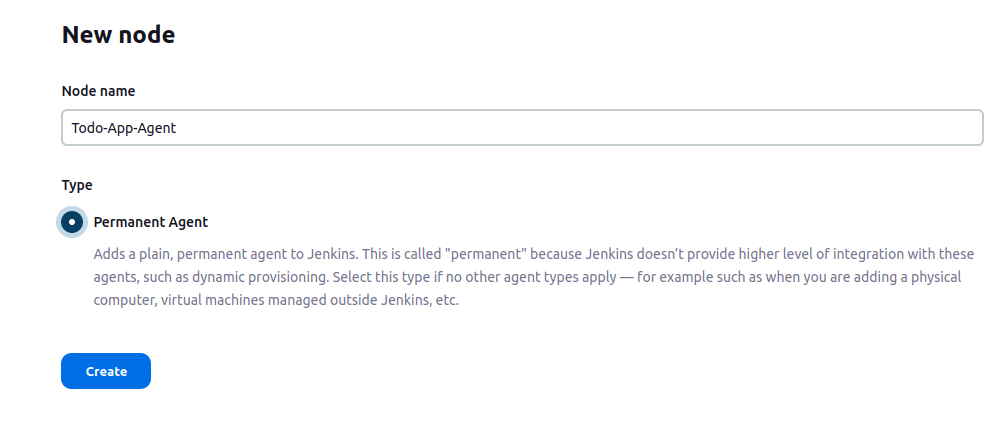 New node
Node name
Todo-App-Agent
Type
Permanent Agent
Adds a plain, permanent agent to Jenkins. This is called "permanent" because Jenkins doesn’t provide higher level of integration with these
agents, such as dynamic provisioning. Select this type if no other agent types apply — for example such as when you are adding a physical
computer, virtual machines managed outside Jenkins, etc.
Create